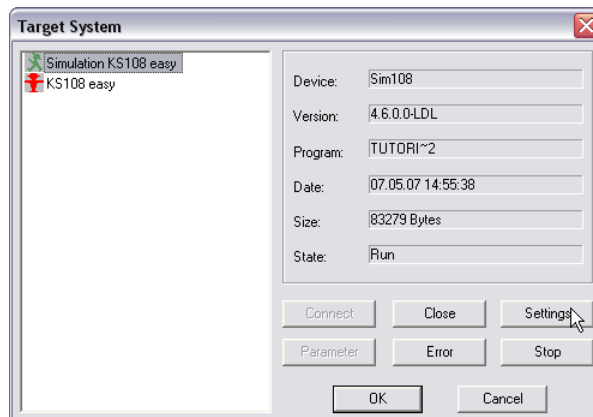 Target System
Simulation KS108 easy
KS108 easy
Device: Sim108
Version: 4.6.0.0-LDL
Program: TUTORI~2
Date: 07.05.07 14:55:38
Size: 83279 Bytes
State: Run
Connect Close Settings
Parameter Error Stop
OK Cancel